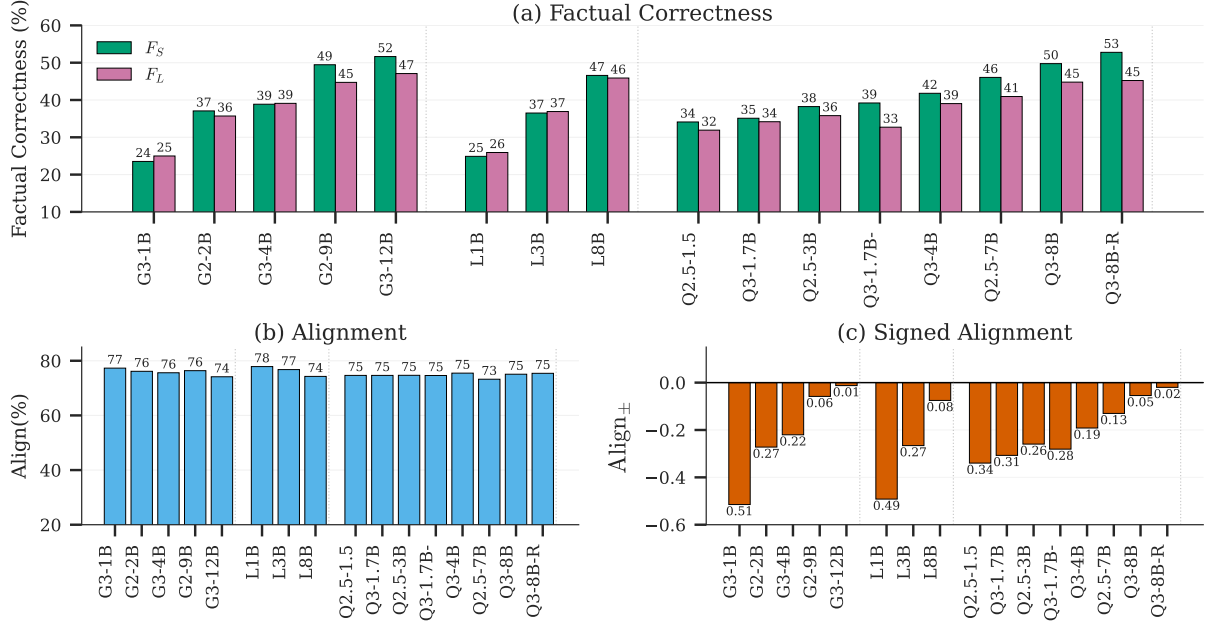 (a) Factual Correctness
Factual Correctness (%)
60
50
40
30
20
10
F_S
F_L
24 25 37 36 39 39 49 45 52 47 25 26 37 37 47 46 34 32 35 34 38 36 39 33 42 39 46 41 50 45 53 45
G3-1B G2-2B G3-4B G2-9B G3-12B L1B L3B L8B Q2.5-1.5 Q3-1.7B Q2.5-3B Q3-1.7B- Q3-4B Q2.5-7B Q3-8B Q3-8B-R
(b) Alignment
Align(%)
80
60
40
20
77 76 76 76 74 78 77 74 75 75 75 75 75 73 75 75
G3-1B G2-2B G3-4B G2-9B G3-12B L1B L3B L8B Q2.5-1.5 Q3-1.7B Q2.5-3B Q3-1.7B- Q3-4B Q2.5-7B Q3-8B Q3-8B-R
(c) Signed Alignment
Align±
0.0
−0.2
−0.4
−0.6
0.51 0.27 0.22 0.06 0.01 0.49 0.27 0.08 0.34 0.31 0.26 0.28 0.19 0.13 0.05 0.02
G3-1B G2-2B G3-4B G2-9B G3-12B L1B L3B L8B Q2.5-1.5 Q3-1.7B Q2.5-3B Q3-1.7B- Q3-4B Q2.5-7B Q3-8B Q3-8B-R